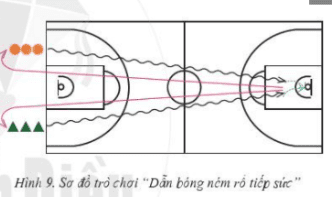 Hình 9. Sơ đồ trò chơi "Dẫn bóng ném rổ tiếp sức"